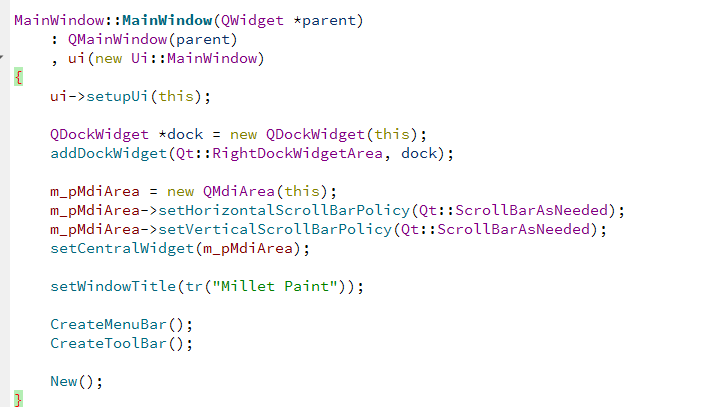 MainWindow::MainWindow(QWidget *parent)
    : QMainWindow(parent)
    , ui(new Ui::MainWindow)
{
    ui->setupUi(this);
    QDockWidget *dock = new QDockWidget(this);
    addDockWidget(Qt::RightDockWidgetArea, dock);
    m_pMdiArea = new QMdiArea(this);
    m_pMdiArea->setHorizontalScrollBarPolicy(Qt::ScrollBarAsNeeded);
    m_pMdiArea->setVerticalScrollBarPolicy(Qt::ScrollBarAsNeeded);
    setCentralWidget(m_pMdiArea);
    setWindowTitle(tr("Millet Paint"));
    CreateMenuBar();
    CreateToolBar();
    New();
}